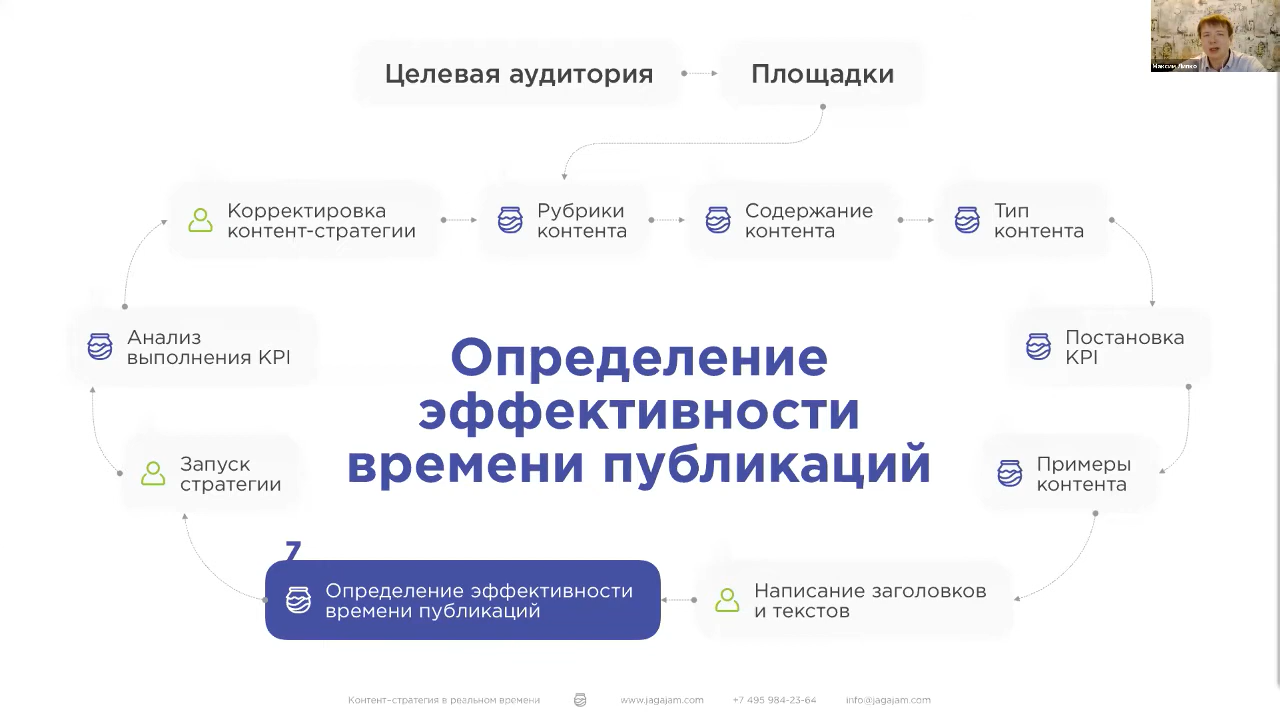 Максим Липко
Целевая аудитория
Площадки
Корректировка
контент-стратегии
Рубрики
контента
Содержание
контента
Тип
контента
Анализ
выполнения KPI
Постановка
KPI
Определение
эффективности
времени публикаций
Запуск
стратегии
Примеры
контента
7
Определение эффективности
времени публикаций
Написание заголовков
и текстов
Контент-стратегия в реальном времени
www.jagajam.com
+7 495 984-23-64
info@jagajam.com